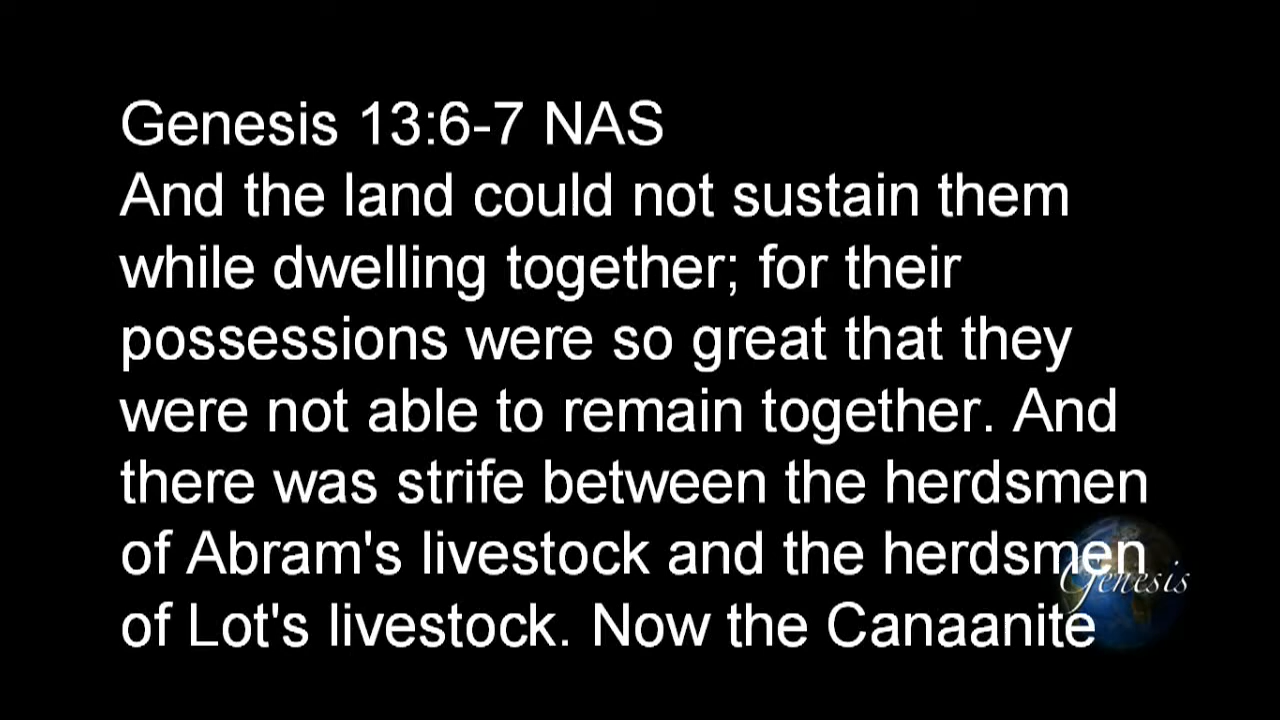 Genesis 13:6-7 NAS
And the land could not sustain them
while dwelling together; for their
possessions were so great that they
were not able to remain together. And
there was strife between the herdsmen
of Abram's livestock and the herdsmen
Genesis
of Lot's livestock. Now the Canaanite